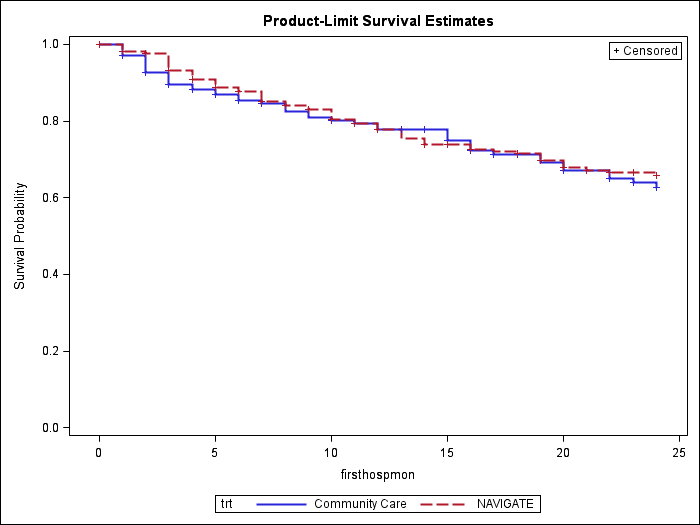 Product-Limit Survival Estimates
+ Censored
1.0
0.8
0.6
0.4
0.2
0.0
Survival Probability
0 5 10 15 20 25
firsthospmon
trt Community Care NAVIGATE